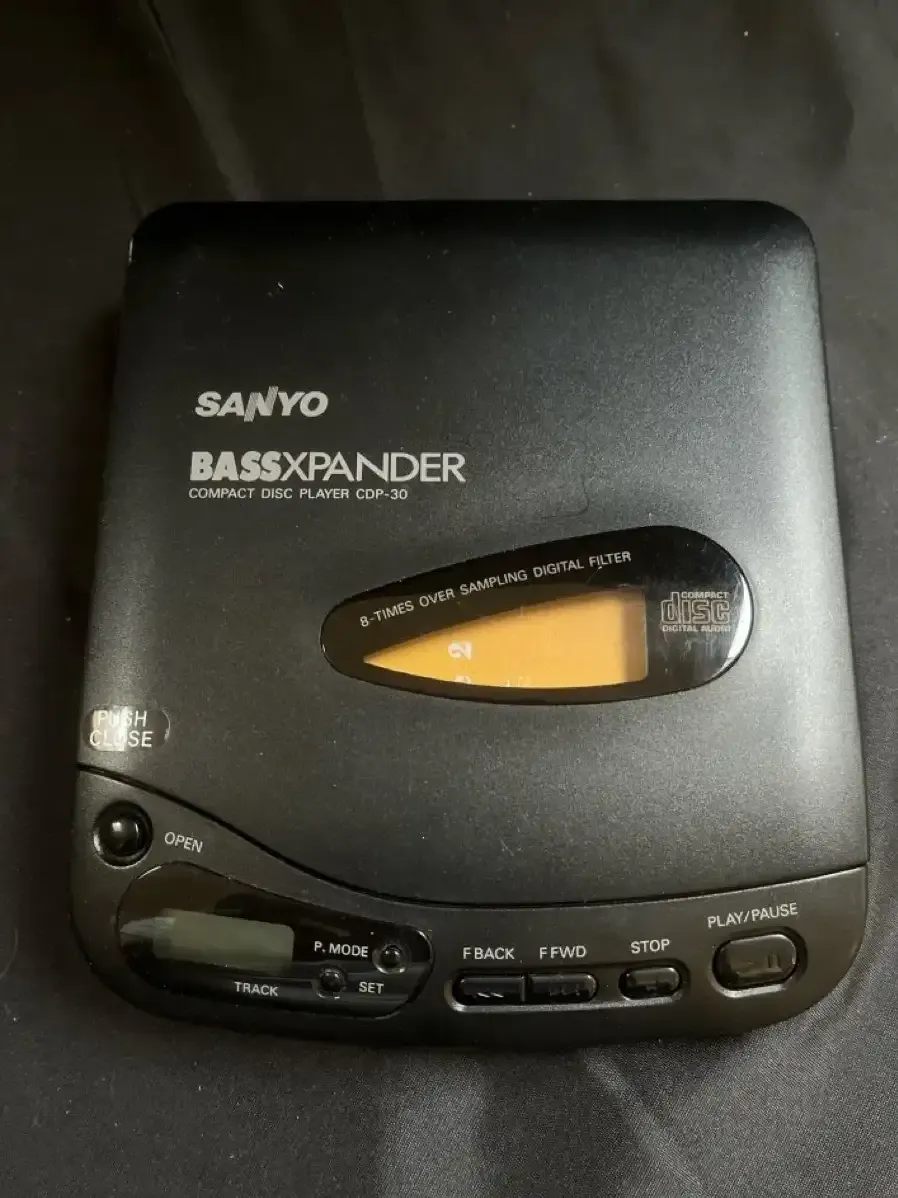 SANYO
BASSXPANDER
COMPACT DISC PLAYER CDP-30
8-TIMES OVER SAMPLING DIGITAL FILTER
COMPACT
disc
DIGITAL AUDIO
2
PUSH
CLOSE
OPEN
P. MODE
TRACK
SET
F BACK
F FWD
STOP
PLAY/PAUSE